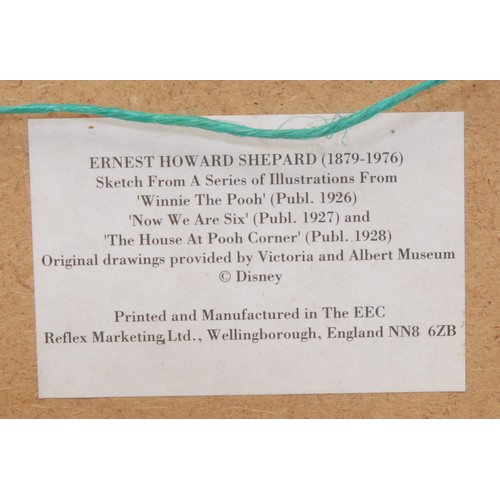 ERNEST HOWARD SHEPARD (1879-1976)
Sketch From A Series of Illustrations From
'Winnie The Pooh' (Publ. 1926)
'Now We Are Six' (Publ. 1927) and
'The House At Pooh Corner' (Publ. 1928)
Original drawings provided by Victoria and Albert Museum
© Disney
Printed and Manufactured in The EEC
Reflex Marketing Ltd., Wellingborough, England NN8 6ZB